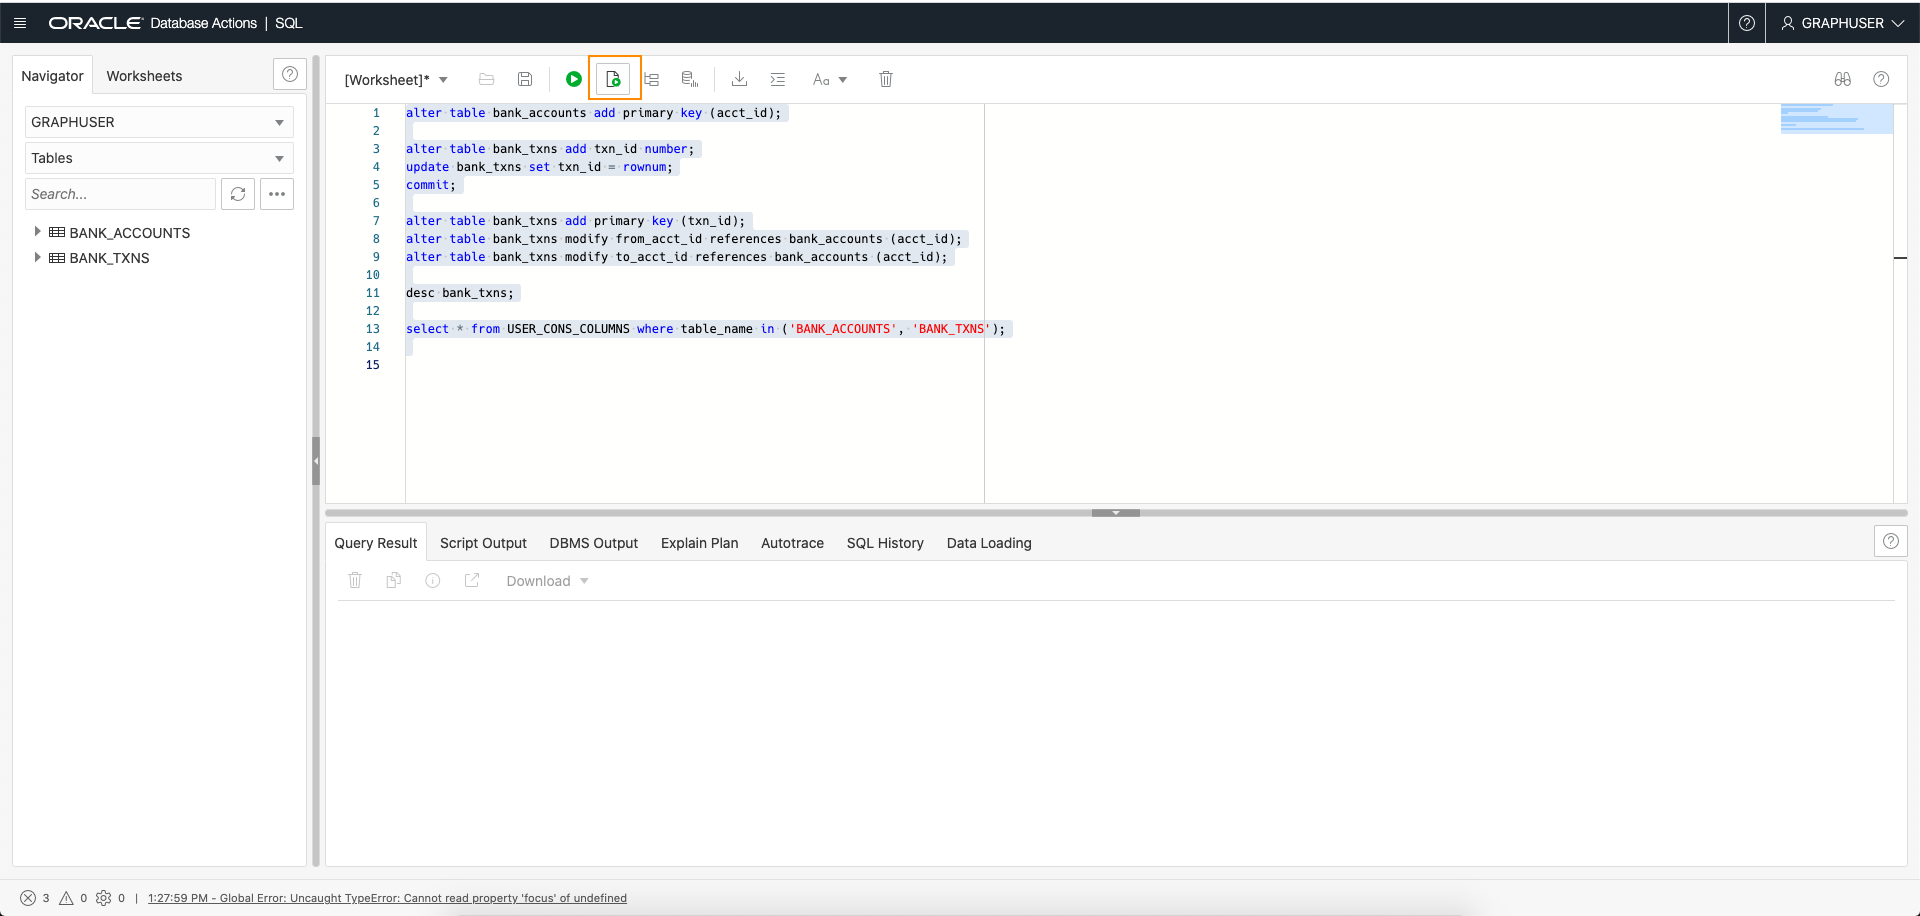 ORACLE Database Actions | SQL
GRAPHUSER
Navigator
Worksheets
GRAPHUSER
Tables
Search...
BANK_ACCOUNTS
BANK_TXNS
[Worksheet]*
Aa
1 alter table bank_accounts add primary key (acct_id);
2
3 alter table bank_txns add txn_id number;
4 update bank_txns set txn_id = rownum;
5 commit;
6
7 alter table bank_txns add primary key (txn_id);
8 alter table bank_txns modify from_acct_id references bank_accounts (acct_id);
9 alter table bank_txns modify to_acct_id references bank_accounts (acct_id);
10
11 desc bank_txns;
12
13 select * from USER_CONS_COLUMNS where table_name in ('BANK_ACCOUNTS', 'BANK_TXNS');
14
15
Query Result
Script Output
DBMS Output
Explain Plan
Autotrace
SQL History
Data Loading
Download
3 0 0 | 1:27:59 PM - Global Error: Uncaught TypeError: Cannot read property 'focus' of undefined